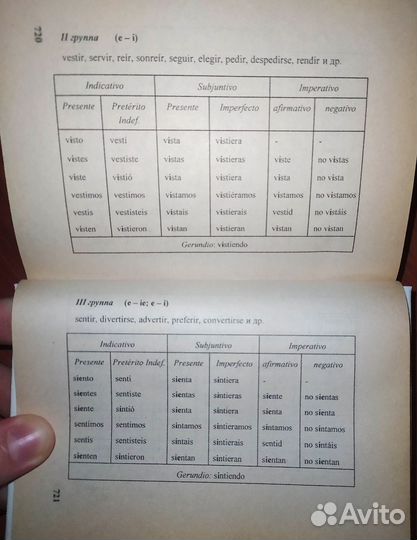 720
II группа (e – i)
vestir, servir, reír, sonreír, seguir, elegir, pedir, despedirse, rendir и др.
Indicativo Subjuntivo Imperativo
Presente Pretérito Indef. Presente Imperfecto afirmativo negativo
visto vestí vista vistiera - -
vistes vestiste vistas vistieras viste no vistas
viste vistió vista vistiera vista no vista
vestimos vestimos vistamos vistiéramos vistamos no vistamos
vestís vestisteis vistáis vistierais vestid no vistáis
visten vistieron vistan vistieran vistan no vistan
Gerundio: vistiendo
III группа (e – ie; e – i)
sentir, divertirse, advertir, preferir, convertirse и др.
Indicativo Subjuntivo Imperativo
Presente Pretérito Indef. Presente Imperfecto afirmativo negativo
siento sentí sienta sintiera - -
sientes sentiste sientas sintieras siente no sientas
siente sintió sienta sintiera sienta no sienta
sentimos sentimos sintamos sintiéramos sintamos no sintamos
sentís sentisteis sintáis sintierais sentid no sintáis
sienten sintieron sientan sintieran sientan no sientan
Gerundio: sintiendo
721
Avito